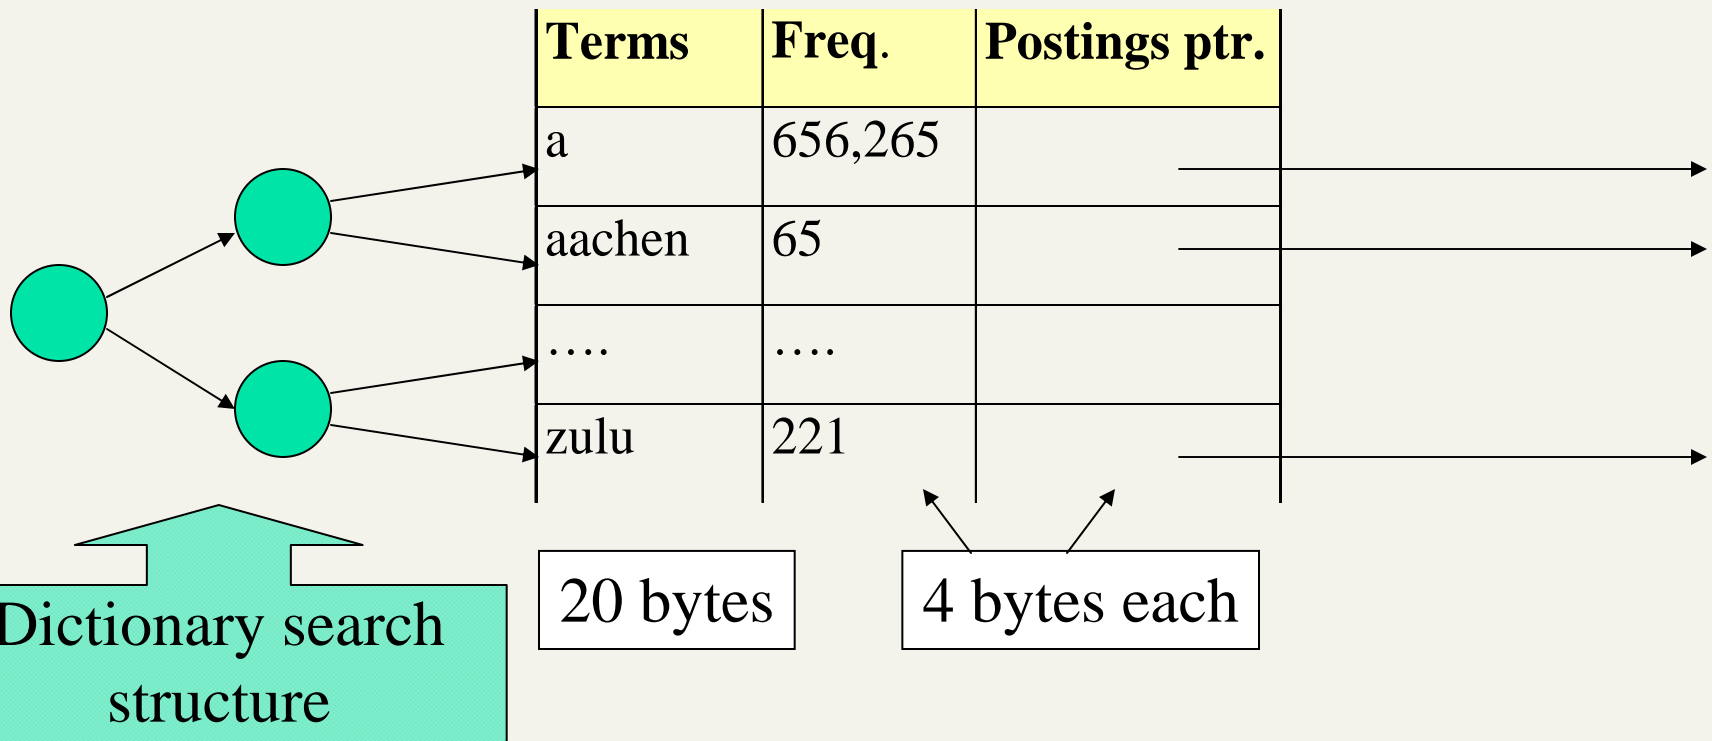 Terms Freq. Postings ptr.
a 656,265
aachen 65
…. ….
zulu 221
20 bytes 4 bytes each
Dictionary search
structure